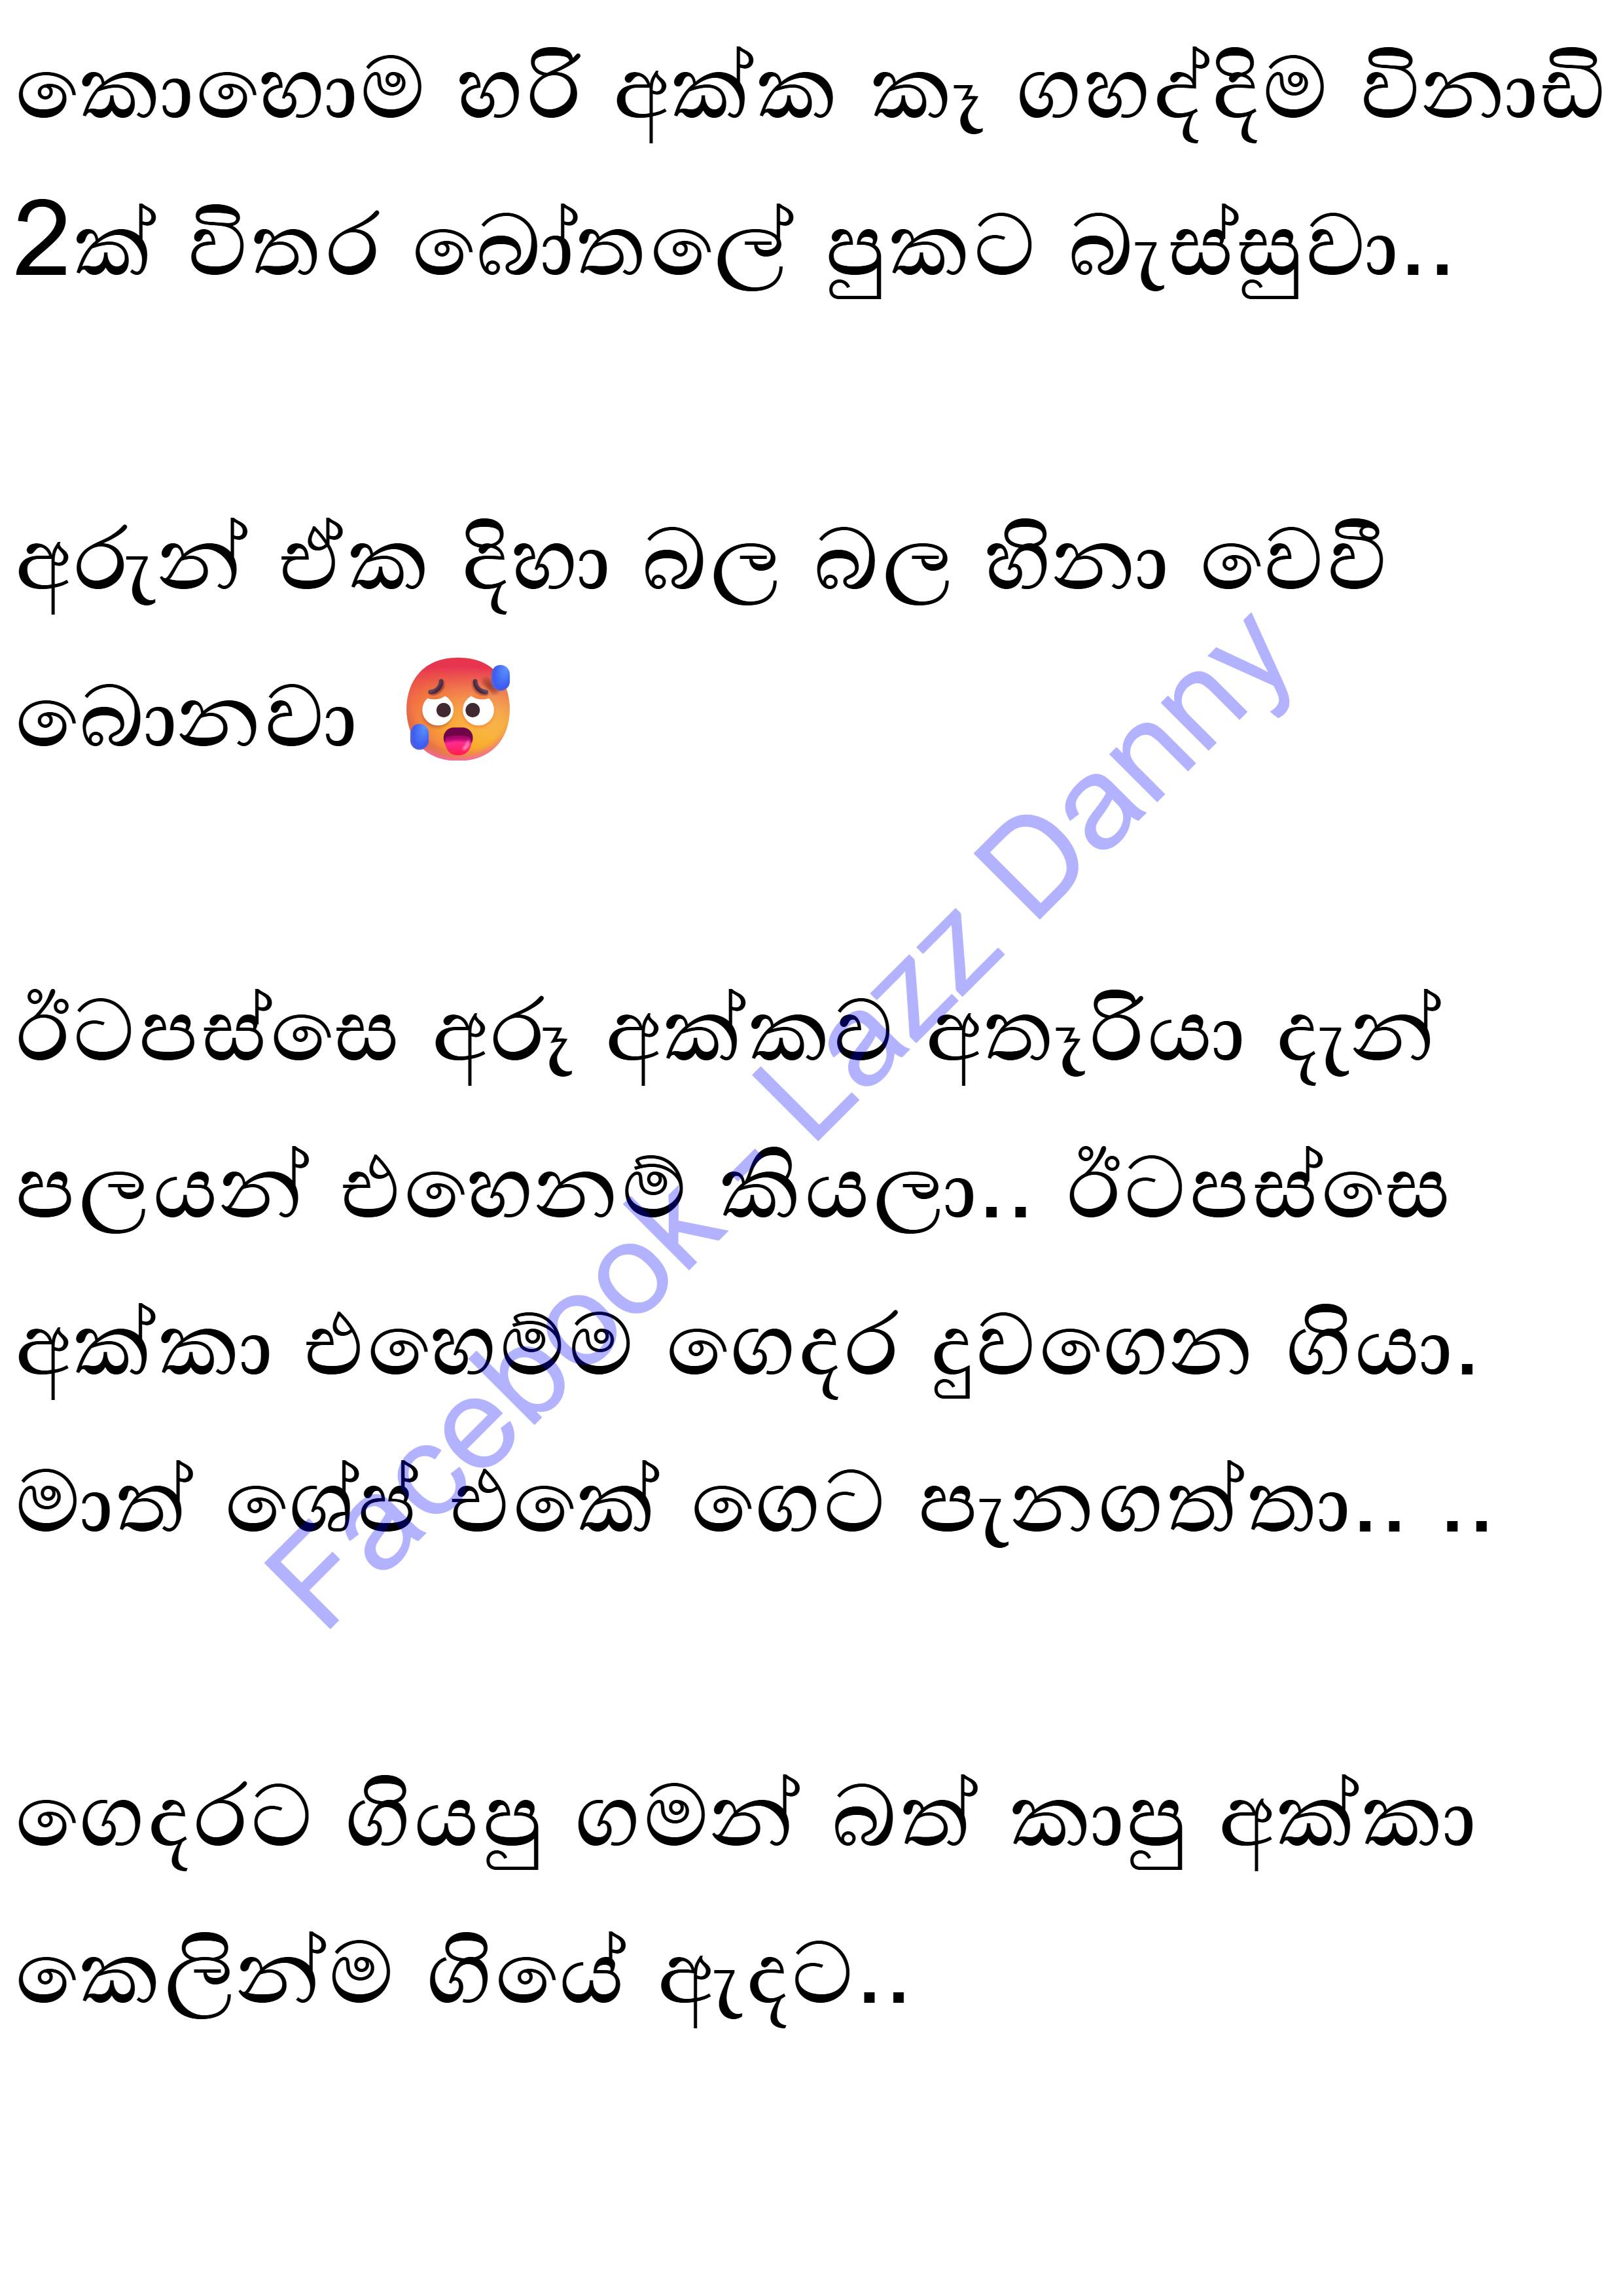 කොහොම හරි අක්ක කෑ ගහද්දිම විනාඩි
2ක් විතර බෝතලේ පුකට බැස්සුවා..
අරුන් ඒක දිහා බල බල හිනා වෙවී
බොනවා 🥵
ඊටපස්සෙ අරූ අක්කව අතෑරියා දැන්
පලයන් එහෙනම් කියලා.. ඊටපස්සෙ
අක්කා එහෙම්ම ගෙදර දුවගෙන ගියා.
මාත් ශේප් එකේ ගෙට පැනගත්තා.. ..
ගෙදරට ගියපු ගමන් බත් කාපු අක්කා
කෙලින්ම ගියේ ඇදට..
Facebook - Lazz Danny